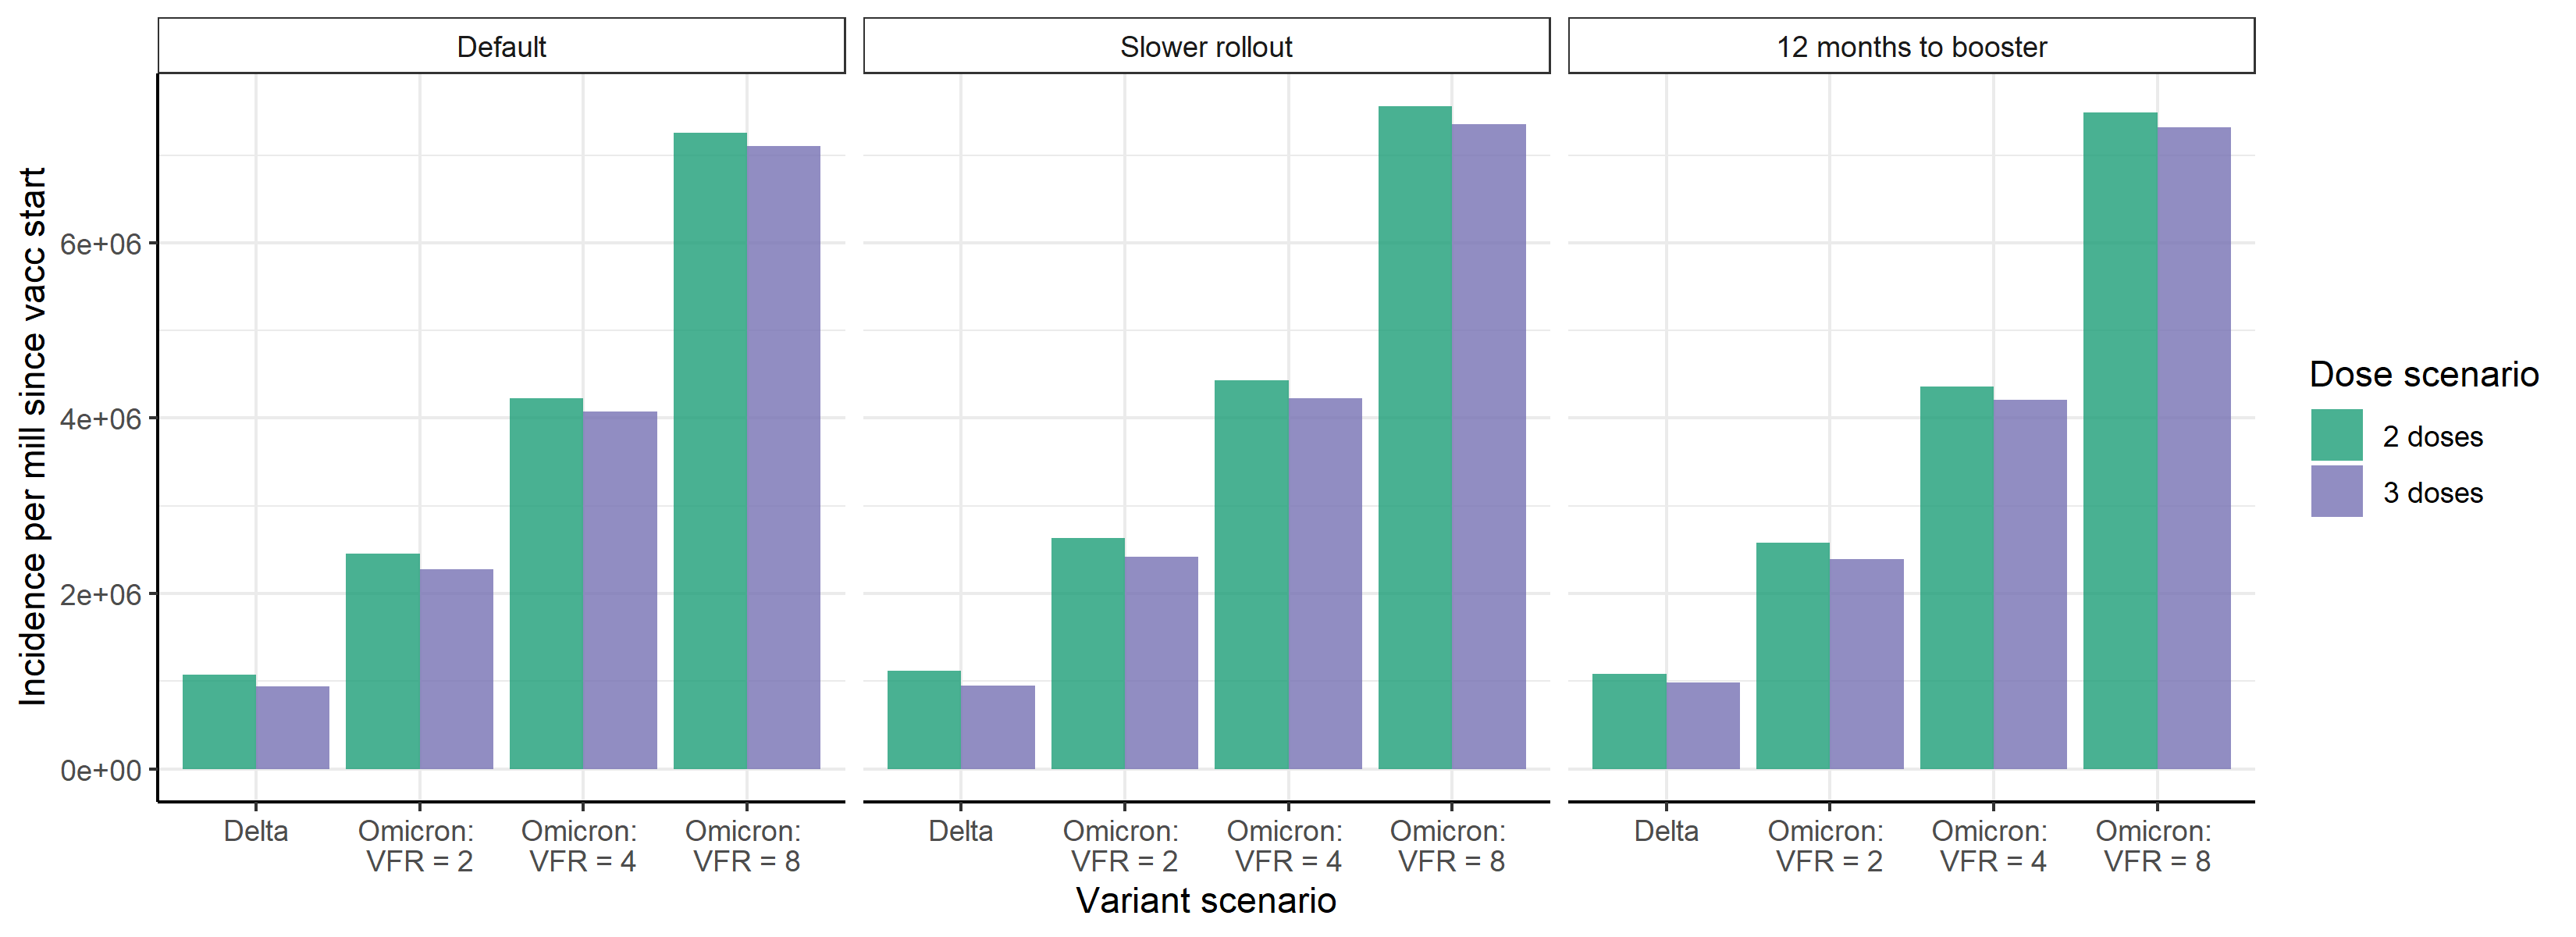 Default
Slower rollout
12 months to booster
Incidence per mill since vacc start
6e+06
4e+06
2e+06
0e+00
Delta
Omicron:
VFR = 2
Omicron:
VFR = 4
Omicron:
VFR = 8
Delta
Omicron:
VFR = 2
Omicron:
VFR = 4
Omicron:
VFR = 8
Delta
Omicron:
VFR = 2
Omicron:
VFR = 4
Omicron:
VFR = 8
Variant scenario
Dose scenario
2 doses
3 doses